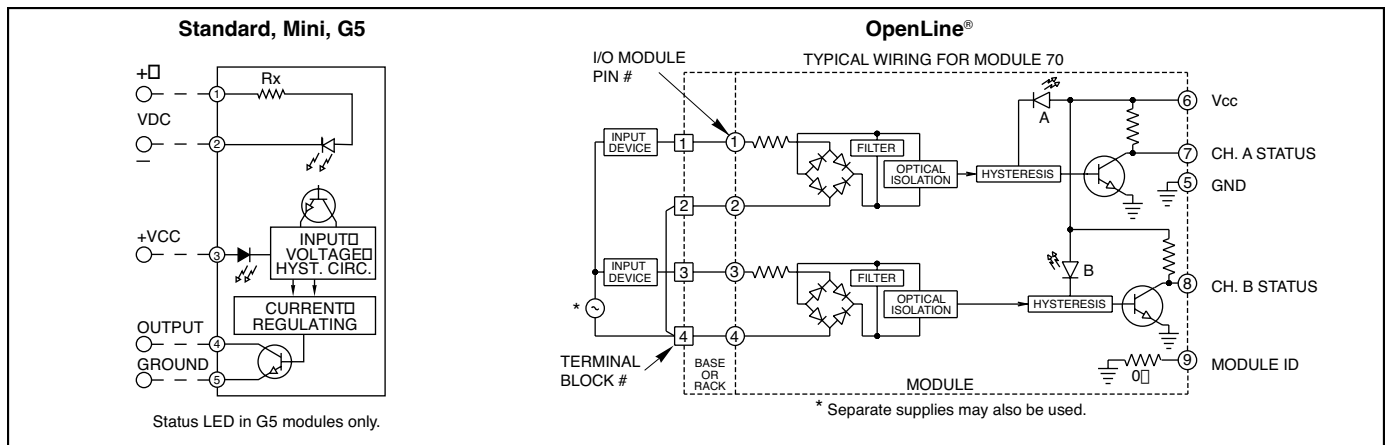 Standard, Mini, G5
+□
VDC
–
1
Rx
2
+VCC
3
INPUT□
VOLTAGE□
HYST. CIRC.
CURRENT□
REGULATING
OUTPUT
4
GROUND
5
Status LED in G5 modules only.
OpenLine®
I/O MODULE
PIN #
TYPICAL WIRING FOR MODULE 70
INPUT
DEVICE
1
1
FILTER
OPTICAL
ISOLATION
HYSTERESIS
A
6
Vcc
7
CH. A STATUS
5
GND
2
2
INPUT
DEVICE
3
3
FILTER
OPTICAL
ISOLATION
HYSTERESIS
B
8
CH. B STATUS
*
4
4
TERMINAL
BLOCK #
BASE
OR
RACK
MODULE
0□
9
MODULE ID
* Separate supplies may also be used.